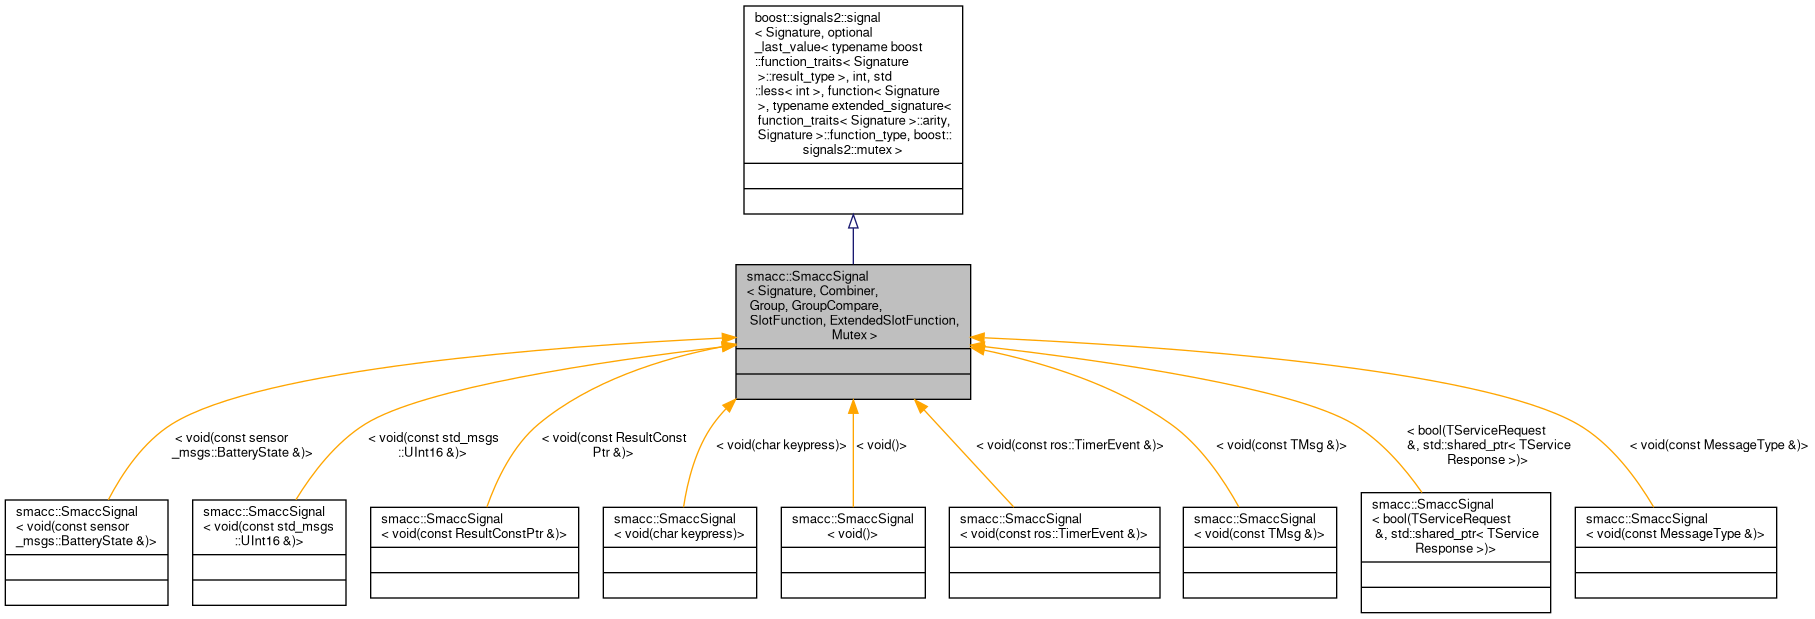 boost::signals2::signal
< Signature, optional
_last_value< typename boost
::function_traits< Signature
>::result_type >, int, std
::less< int >, function< Signature
>, typename extended_signature<
function_traits< Signature >::arity,
Signature >::function_type, boost::
signals2::mutex >
smacc::SmaccSignal
< Signature, Combiner,
Group, GroupCompare,
SlotFunction, ExtendedSlotFunction,
Mutex >
< void(const sensor
_msgs::BatteryState &)>
< void(const std_msgs
::UInt16 &)>
< void(const ResultConst
Ptr &)>
< void(char keypress)>
< void()>
< void(const ros::TimerEvent &)>
< void(const TMsg &)>
< bool(TServiceRequest
&, std::shared_ptr< TService
Response >)>
< void(const MessageType &)>
smacc::SmaccSignal
< void(const sensor
_msgs::BatteryState &)>
smacc::SmaccSignal
< void(const std_msgs
::UInt16 &)>
smacc::SmaccSignal
< void(const ResultConstPtr &)>
smacc::SmaccSignal
< void(char keypress)>
smacc::SmaccSignal
< void()>
smacc::SmaccSignal
< void(const ros::TimerEvent &)>
smacc::SmaccSignal
< void(const TMsg &)>
smacc::SmaccSignal
< bool(TServiceRequest
&, std::shared_ptr< TService
Response >)>
smacc::SmaccSignal
< void(const MessageType &)>